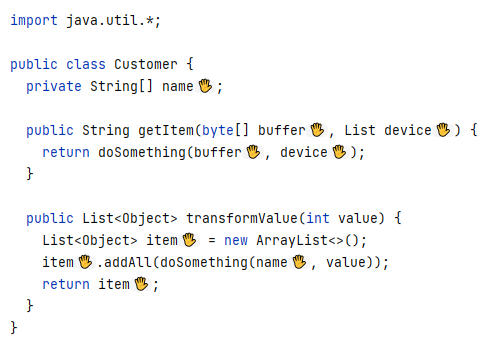 import java.util.*;

public class Customer {
  private String[] name🖐;

  public String getItem(byte[] buffer🖐, List device🖐) {
    return doSomething(buffer🖐, device🖐);
  }

  public List<Object> transformValue(int value) {
    List<Object> item🖐 = new ArrayList<>();
    item🖐.addAll(doSomething(name🖐, value));
    return item🖐;
  }
}